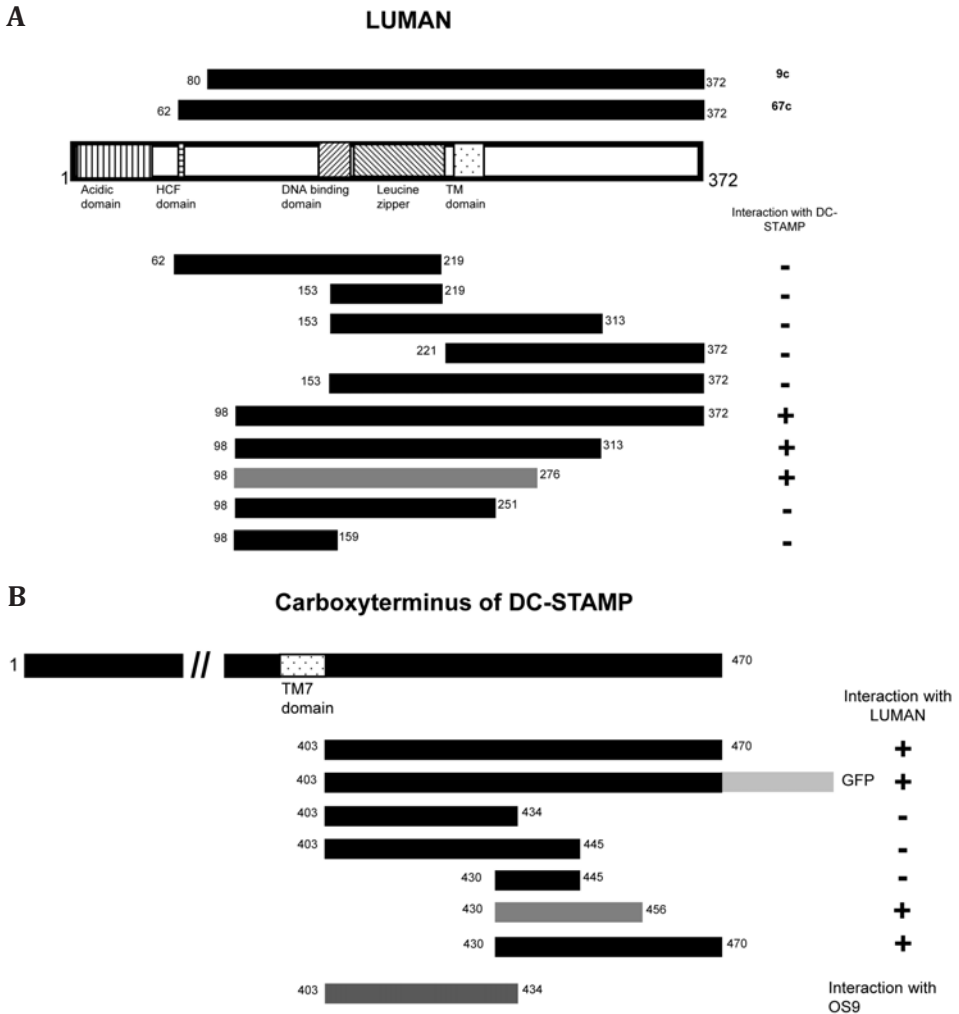 A
LUMAN
80 372 9c
62 372 67c
1 372
Acidic domain
HCF domain
DNA binding domain
Leucine zipper
TM domain
Interaction with DC-
STAMP
62 219 -
153 219 -
153 313 -
221 372 -
153 372 -
98 372 +
98 313 +
98 276 +
98 251 -
98 159 -
B
Carboxyterminus of DC-STAMP
1 // 470
TM7
domain
Interaction with
LUMAN
403 470 +
403 GFP +
403 434 -
403 445 -
430 445 -
430 456 +
430 470 +
403 434
Interaction with
OS9